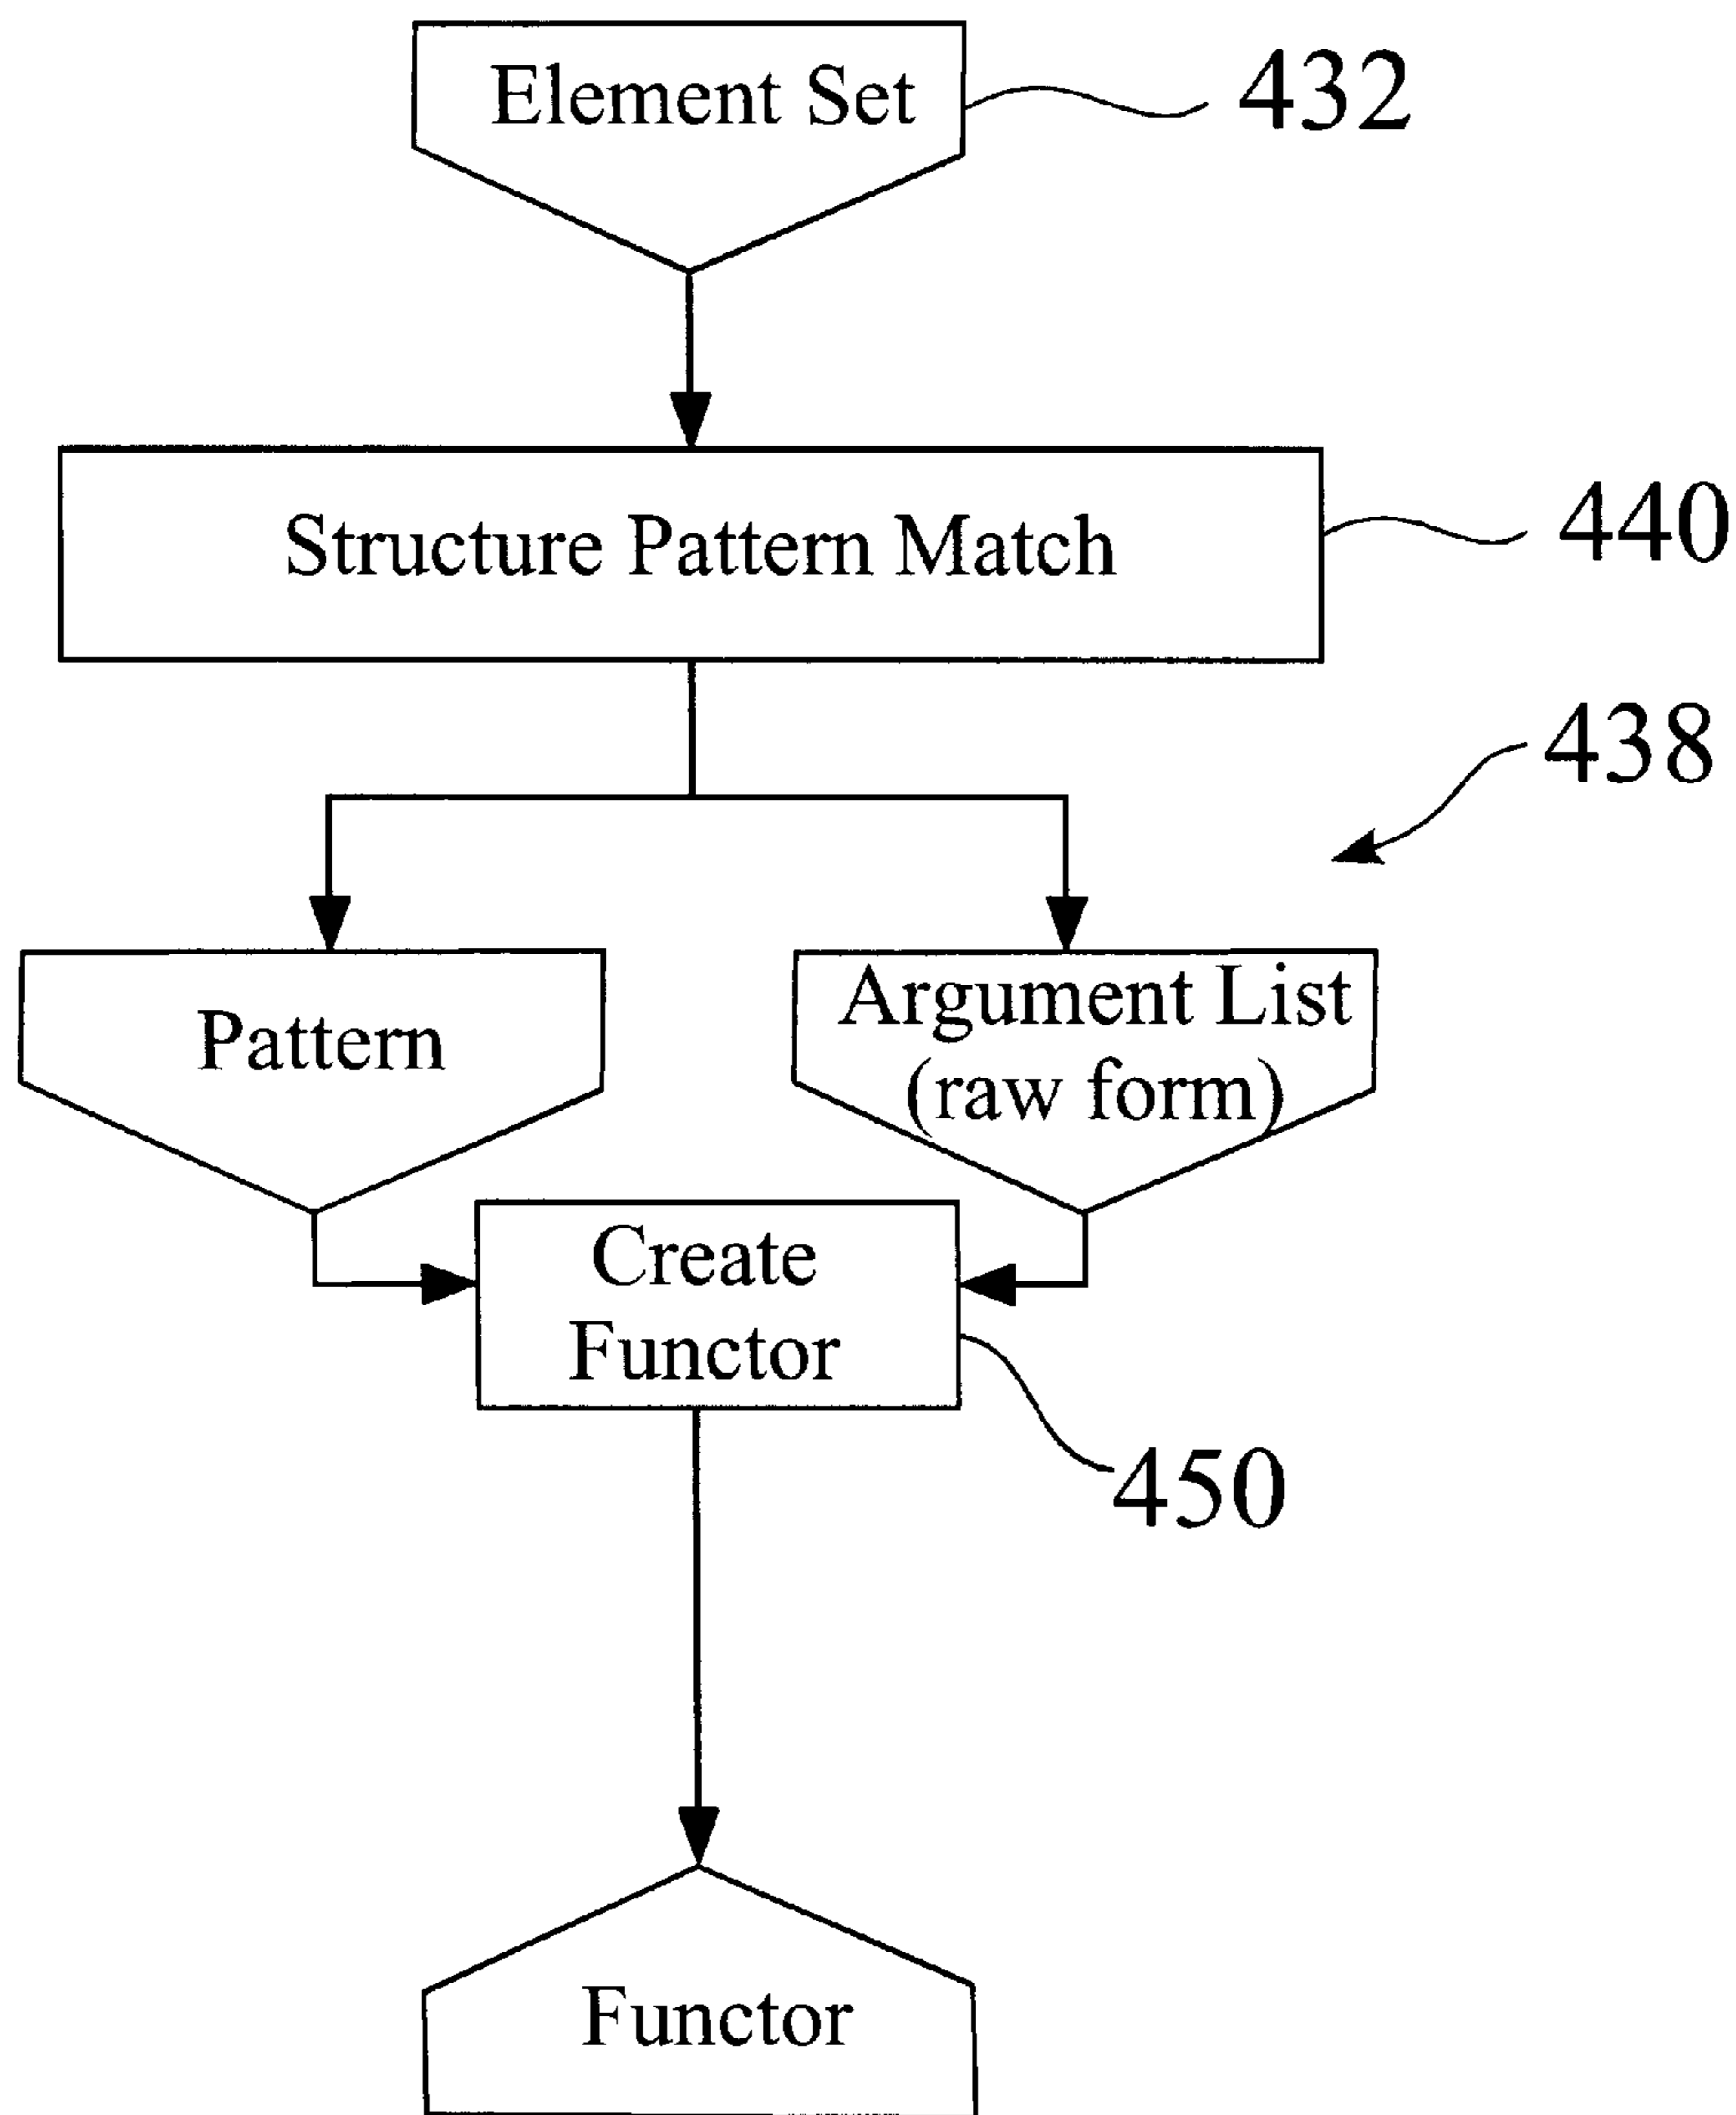 Element Set
432
Structure Pattern Match
440
438
Pattern
Argument List
(raw form)
Create
Functor
450
Functor